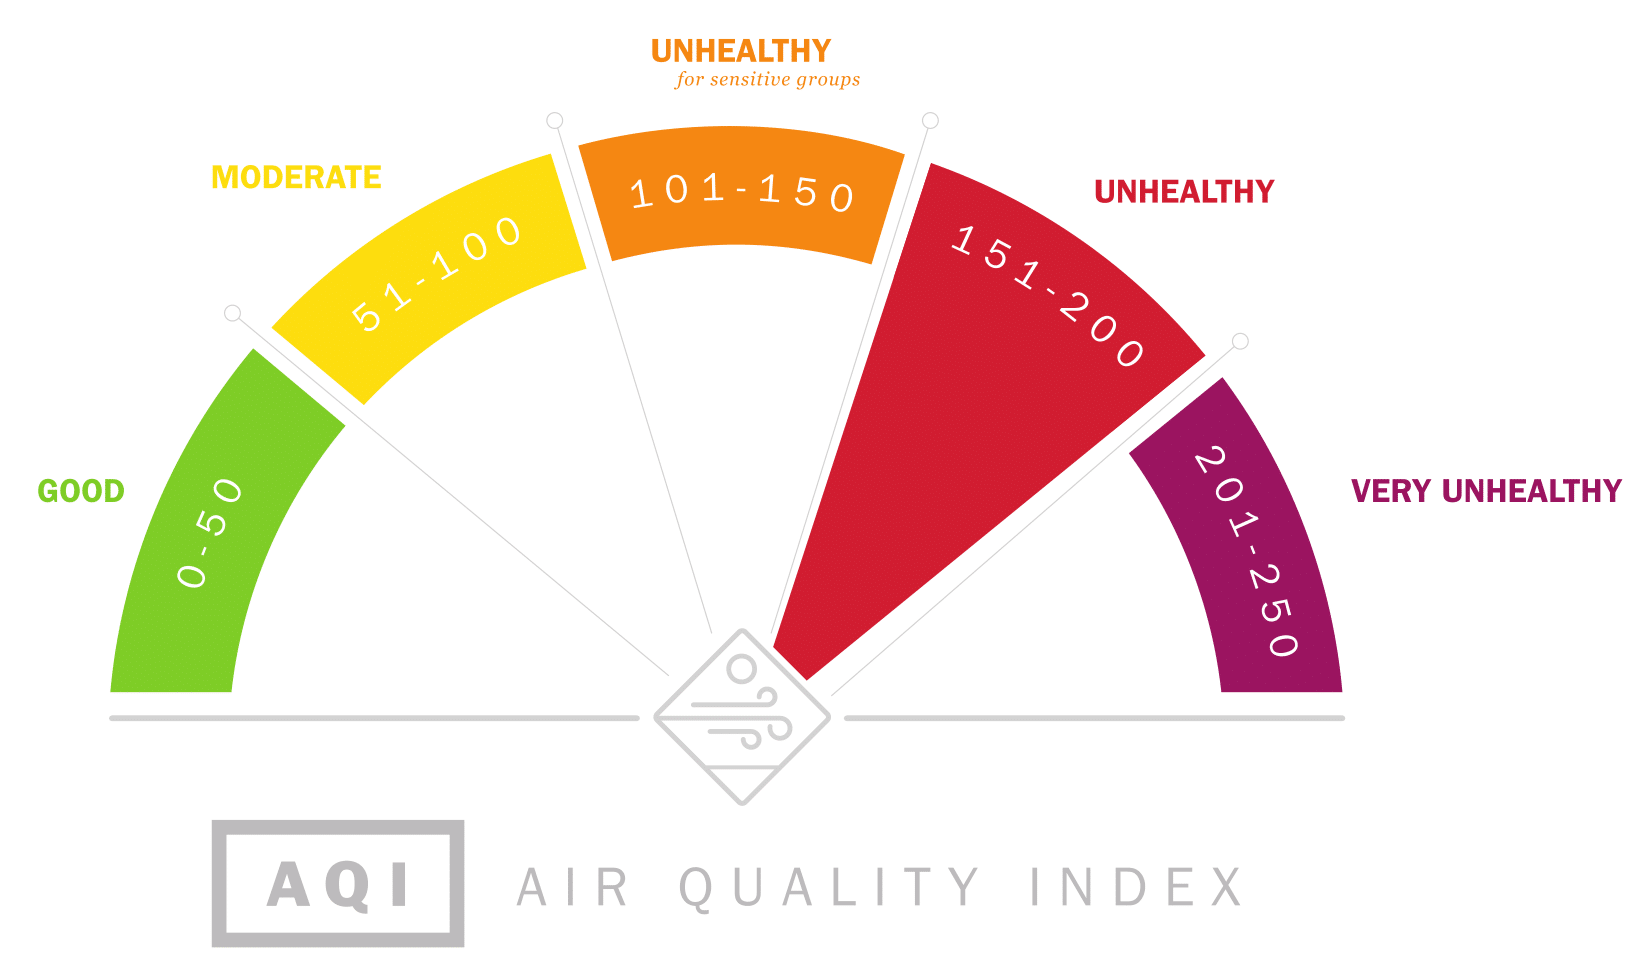 UNHEALTHY
for sensitive groups
MODERATE
UNHEALTHY
101-150
51-100
151-200
GOOD
0-50
201-250
VERY UNHEALTHY
AQI
AIR QUALITY INDEX